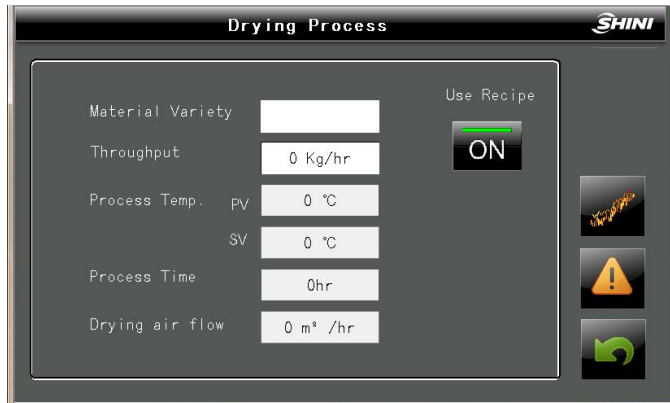 Drying Process
SHINI
Use Recipe
ON
Material Variety
Throughput 0 Kg/hr
Process Temp. PV 0 ℃
SV 0 ℃
Process Time 0hr
Drying air flow 0 m³ /hr